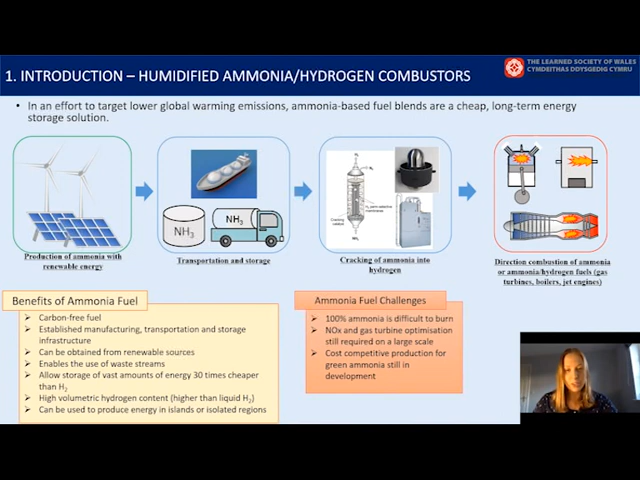 1. INTRODUCTION – HUMIDIFIED AMMONIA/HYDROGEN COMBUSTORS
THE LEARNED SOCIETY OF WALES
CYMDEITHAS DDYSGEDIG CYMRU
• In an effort to target lower global warming emissions, ammonia-based fuel blends are a cheap, long-term energy
storage solution.
NH3
NH3
Production of ammonia with
renewable energy
Transportation and storage
Cracking of ammonia into
hydrogen
Direction combustion of ammonia
or ammonia/hydrogen fuels (gas
turbines, boilers, jet engines)
Benefits of Ammonia Fuel
➢ Carbon-free fuel
➢ Established manufacturing, transportation and storage
infrastructure
➢ Can be obtained from renewable sources
➢ Enables the use of waste streams
➢ Allow storage of vast amounts of energy 30 times cheaper
than H2
➢ High volumetric hydrogen content (higher than liquid H2)
➢ Can be used to produce energy in islands or isolated regions
Ammonia Fuel Challenges
➢ 100% ammonia is difficult to burn
➢ NOx and gas turbine optimisation
still required on a large scale
➢ Cost competitive production for
green ammonia still in
development